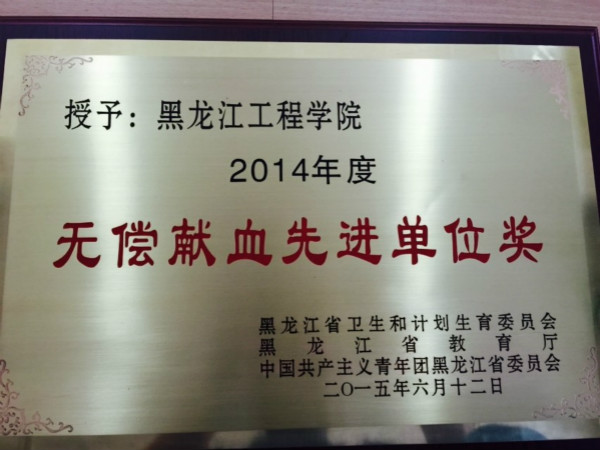 授予：黑龙江工程学院
2014年度
无偿献血先进单位奖
黑龙江省卫生和计划生育委员会
黑龙江省教育厅
中国共产主义青年团黑龙江省委员会
二〇一五年六月十二日